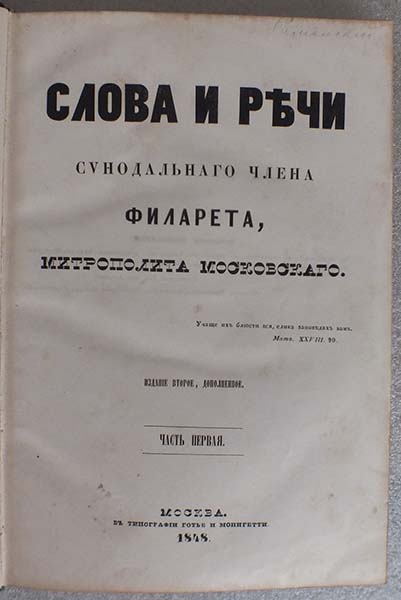 СЛОВА И РѢЧИ
СѴНОДАЛЬНАГО ЧЛЕНА
ФИЛАРЕТА,
МИТРОПОЛИТА МОСКОВСКАГО.
Учаще ихъ блюсти вся, елика заповѣдахъ вамъ.
Матѳ. XXVIII. 20.
ИЗДАНІЕ ВТОРОЕ, ДОПОЛНЕННОЕ.
ЧАСТЬ ПЕРВАЯ.
МОСКВА.
ВЪ ТИПОГРАФІИ ГОТЬЕ И МОНИГЕТТИ.
1848.